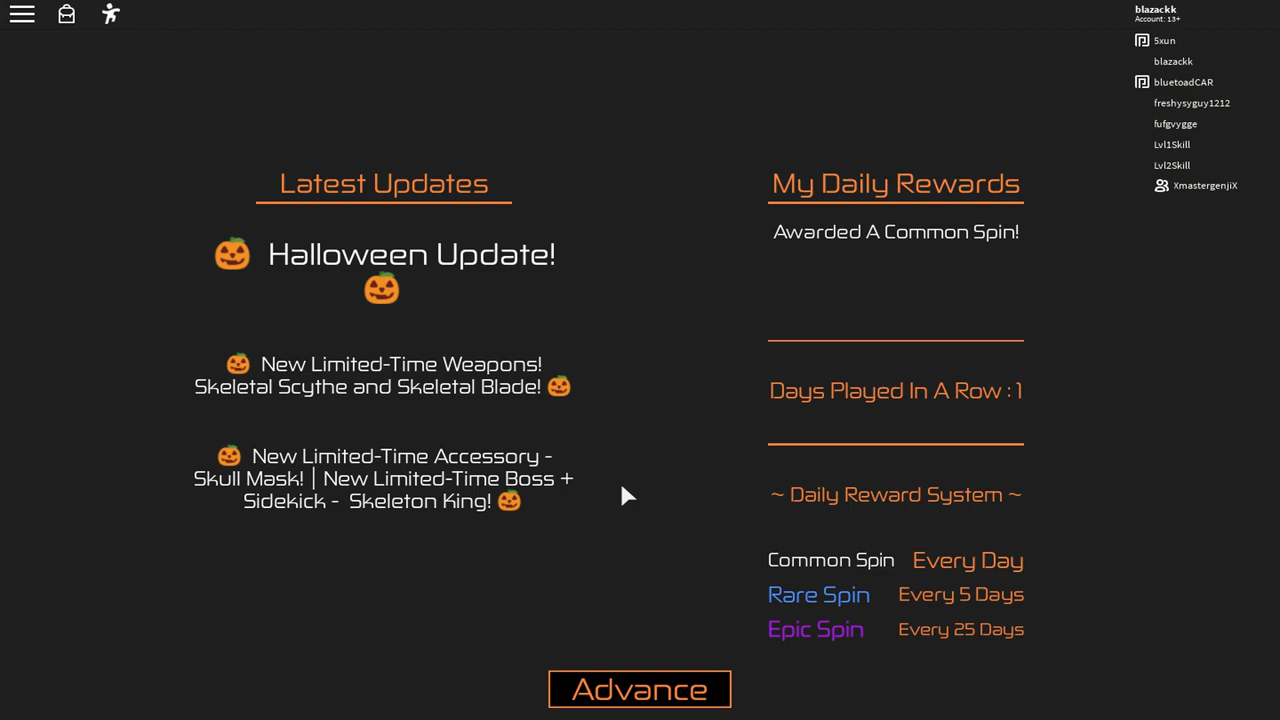 blazackk
Account: 13+
5xun
blazackk
bluetoadCAR
freshysyguy1212
fufgvygge
Lvl1Skill
Lvl2Skill
XmastergenjiX
Latest Updates
🎃 Halloween Update!
🎃
🎃 New Limited-Time Weapons!
Skeletal Scythe and Skeletal Blade! 🎃
🎃 New Limited-Time Accessory -
Skull Mask! | New Limited-Time Boss +
Sidekick - Skeleton King! 🎃
My Daily Rewards
Awarded A Common Spin!
Days Played In A Row : 1
~ Daily Reward System ~
Common Spin Every Day
Rare Spin Every 5 Days
Epic Spin Every 25 Days
Advance